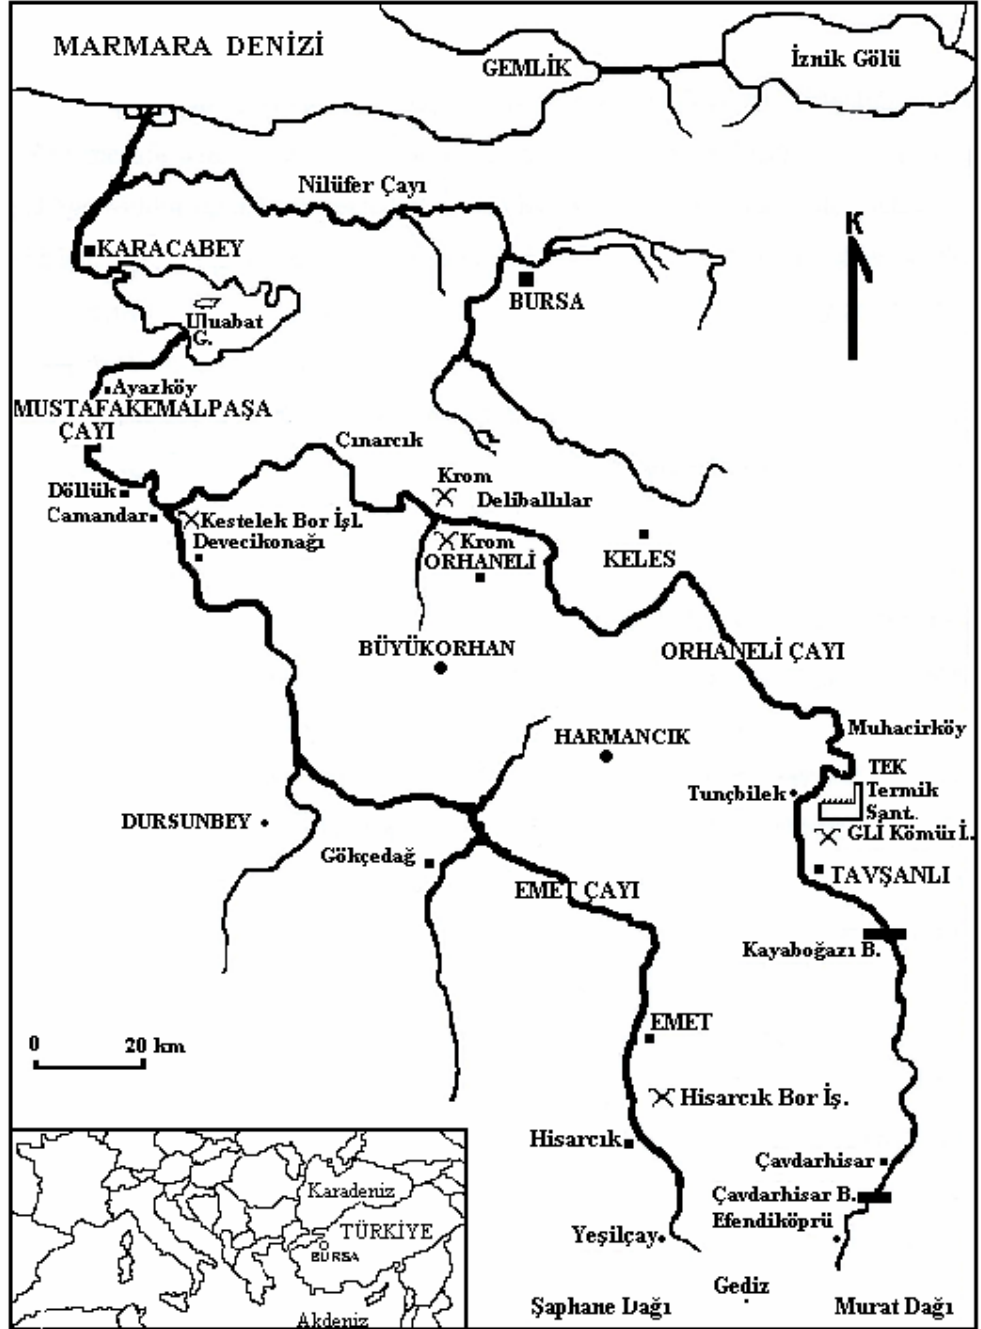 MARMARA DENİZİ
GEMLİK
İznik Gölü
Nilüfer Çayı
K
KARACABEY
BURSA
Uluabat
G.
Ayazköy
MUSTAFAKEMALPAŞA
ÇAYI
Çınarcık
Krom
Döllük
Deliballılar
Camandar
Kestelek Bor İşl.
Devecikonağı
Krom
ORHANELİ
KELES
BÜYÜKORHAN
ORHANELİ ÇAYI
HARMANCIK
Muhacirköy
TEK
Termik
Sant.
Tunçbilek
DURSUNBEY
GLİ Kömür İ.
Gökçedağ
TAVŞANLI
EMET ÇAYI
Kayaboğazı B.
EMET
0 20 km
Hisarcık Bor İş.
Hisarcık
Çavdarhisar
Çavdarhisar B.
Efendiköprü
Yeşilçay
Gediz
Şaphane Dağı
Murat Dağı
Karadeniz
TÜRKİYE
BURSA
Akdeniz